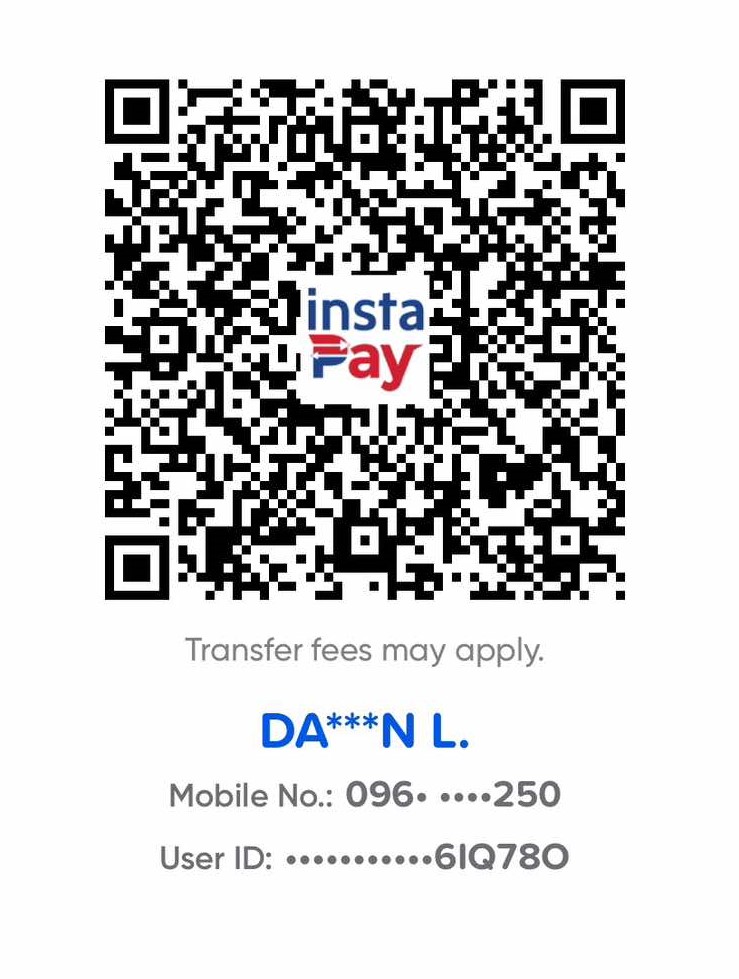 insta
Pay
Transfer fees may apply.
DA***N L.
Mobile No.: 096• ••••250
User ID: •••••••••••6IQ78O